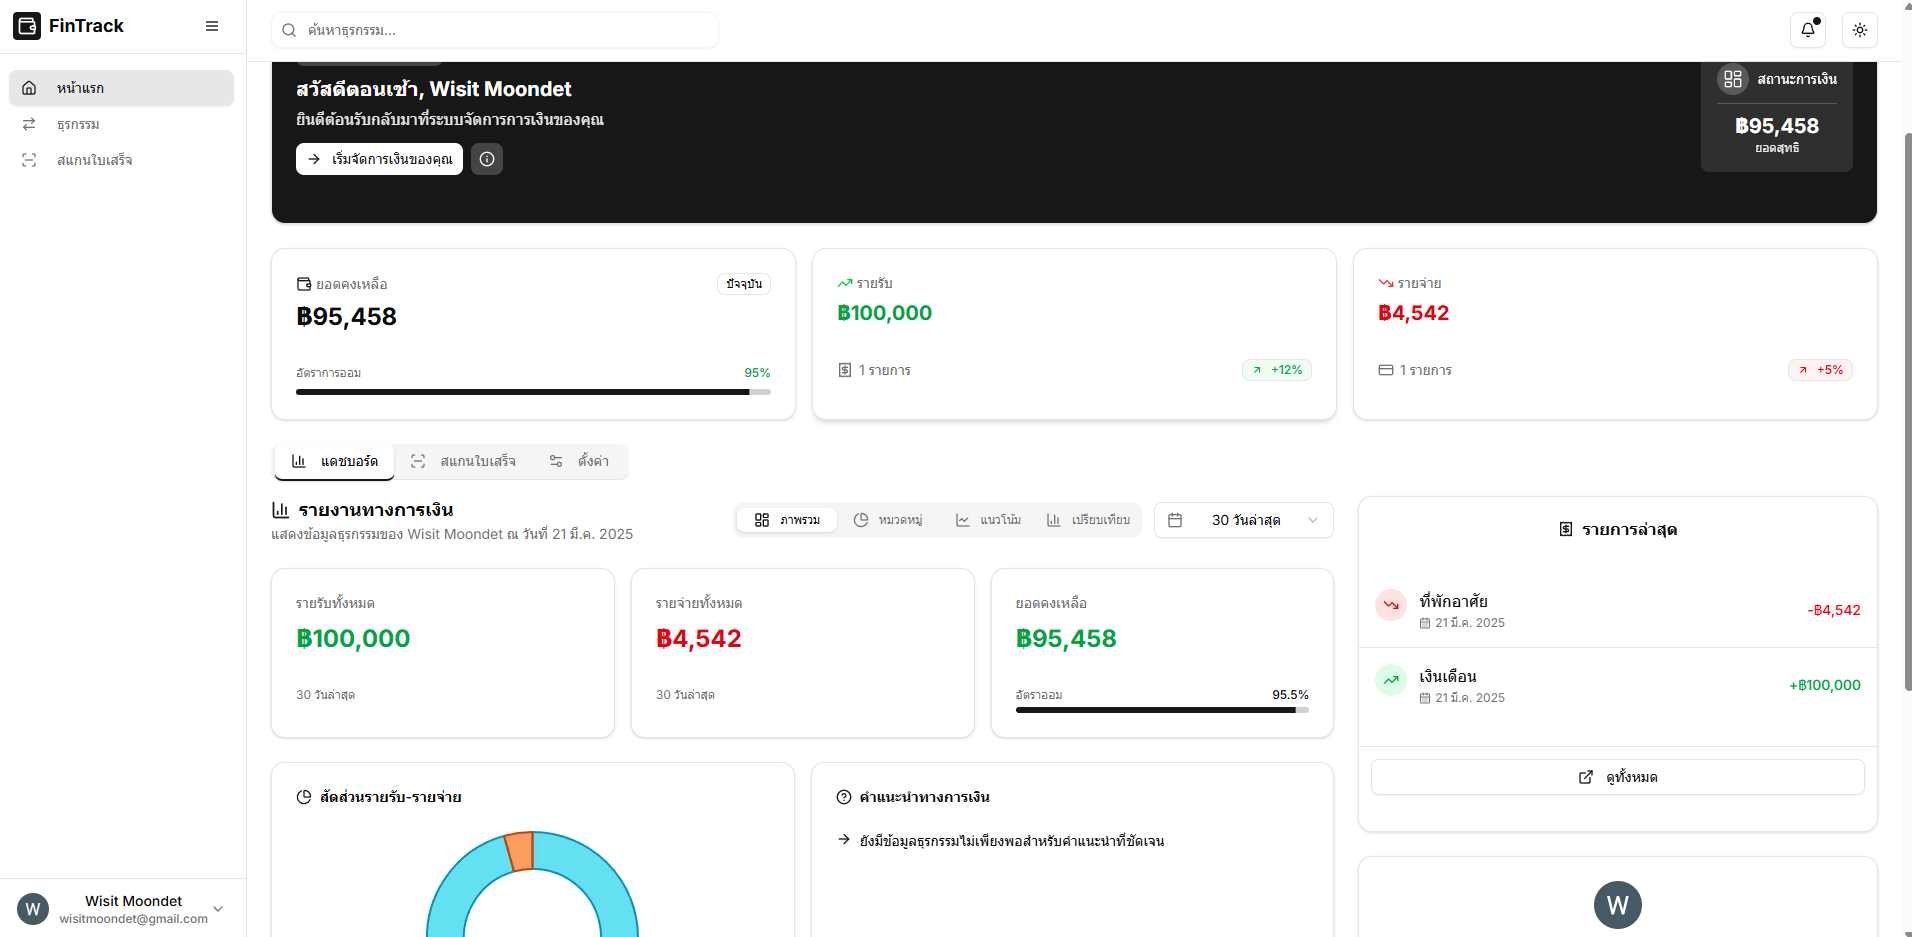 FinTrack
หน้าแรก
ธุรกรรม
สแกนใบเสร็จ
W
Wisit Moondet
wisitmoondet@gmail.com
ค้นหาธุรกรรม...
สวัสดีตอนเช้า, Wisit Moondet
ยินดีต้อนรับกลับมาที่ระบบจัดการการเงินของคุณ
เริ่มจัดการเงินของคุณ
สถานะการเงิน
฿95,458
ยอดสุทธิ
ยอดคงเหลือ
ปัจจุบัน
฿95,458
อัตราการออม
95%
รายรับ
฿100,000
1 รายการ
+12%
รายจ่าย
฿4,542
1 รายการ
+5%
แดชบอร์ด
สแกนใบเสร็จ
ตั้งค่า
รายงานทางการเงิน
แสดงข้อมูลธุรกรรมของ Wisit Moondet ณ วันที่ 21 มี.ค. 2025
ภาพรวม
หมวดหมู่
แนวโน้ม
เปรียบเทียบ
30 วันล่าสุด
รายรับทั้งหมด
฿100,000
30 วันล่าสุด
รายจ่ายทั้งหมด
฿4,542
30 วันล่าสุด
ยอดคงเหลือ
฿95,458
อัตราออม
95.5%
สัดส่วนรายรับ-รายจ่าย
คำแนะนำทางการเงิน
ยังมีข้อมูลธุรกรรมไม่เพียงพอสำหรับคำแนะนำที่ชัดเจน
รายการล่าสุด
ที่พักอาศัย
21 มี.ค. 2025
-฿4,542
เงินเดือน
21 มี.ค. 2025
+฿100,000
ดูทั้งหมด
W